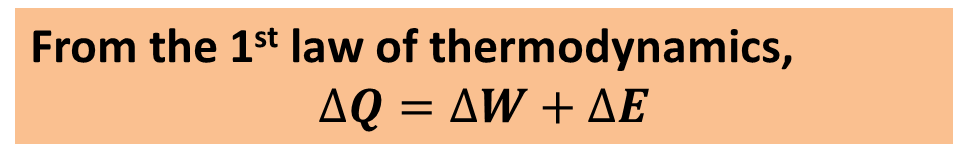 From the 1st law of thermodynamics,
ΔQ = ΔW + ΔE